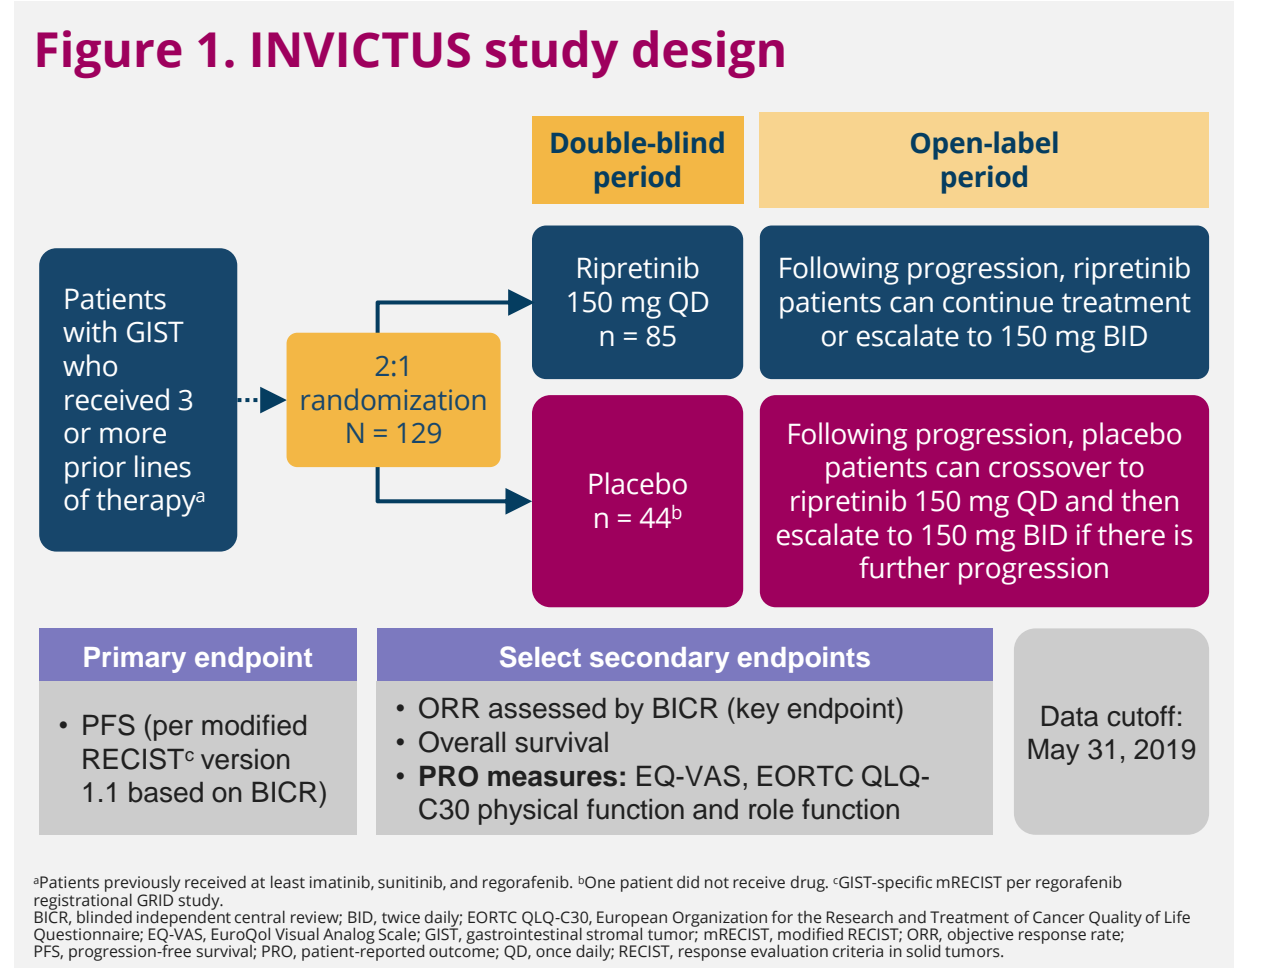 Figure 1. INVICTUS study design
Double-blind
period
Open-label
period
Patients
with GIST
who
received 3
or more
prior lines
of therapyᵃ
2:1
randomization
N = 129
Ripretinib
150 mg QD
n = 85
Following progression, ripretinib
patients can continue treatment
or escalate to 150 mg BID
Placebo
n = 44ᵇ
Following progression, placebo
patients can crossover to
ripretinib 150 mg QD and then
escalate to 150 mg BID if there is
further progression
Primary endpoint
• PFS (per modified
RECISTᶜ version
1.1 based on BICR)
Select secondary endpoints
• ORR assessed by BICR (key endpoint)
• Overall survival
• PRO measures: EQ-VAS, EORTC QLQ-
C30 physical function and role function
Data cutoff:
May 31, 2019
ᵃPatients previously received at least imatinib, sunitinib, and regorafenib. ᵇOne patient did not receive drug. ᶜGIST-specific mRECIST per regorafenib
registrational GRID study.
BICR, blinded independent central review; BID, twice daily; EORTC QLQ-C30, European Organization for the Research and Treatment of Cancer Quality of Life
Questionnaire; EQ-VAS, EuroQol Visual Analog Scale; GIST, gastrointestinal stromal tumor; mRECIST, modified RECIST; ORR, objective response rate;
PFS, progression-free survival; PRO, patient-reported outcome; QD, once daily; RECIST, response evaluation criteria in solid tumors.